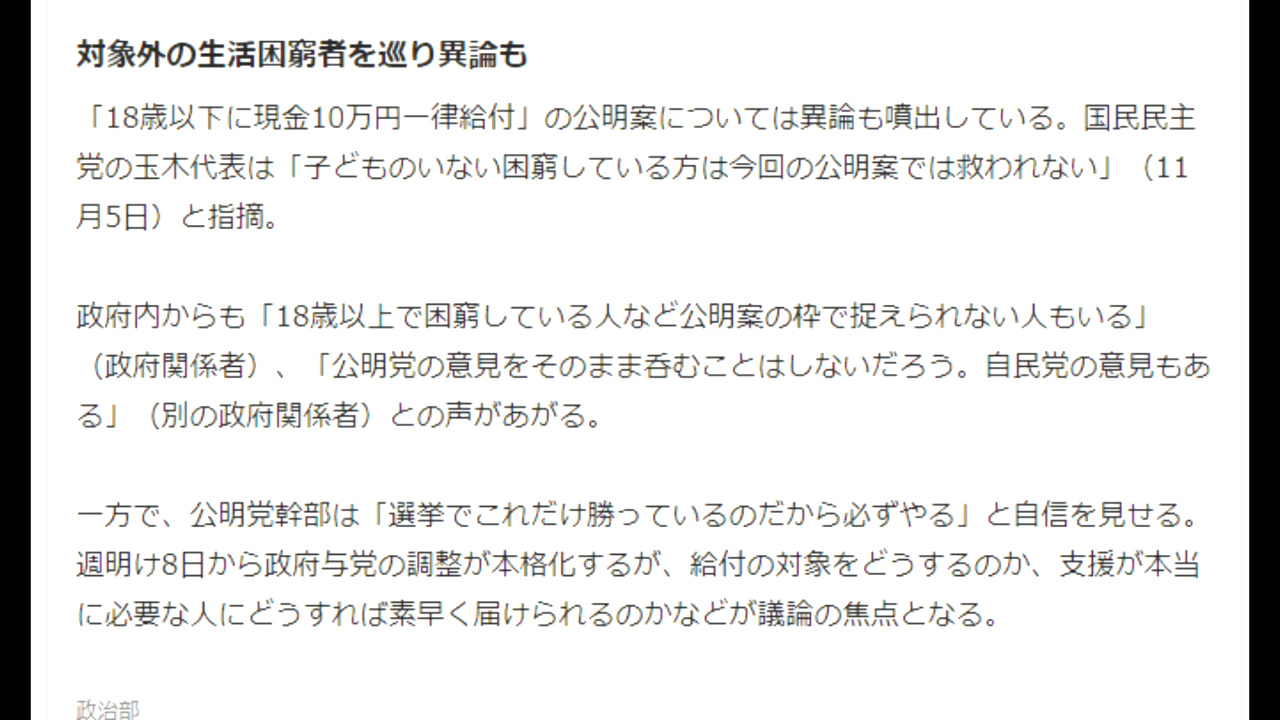 対象外の生活困窮者を巡り異論も
「18歳以下に現金10万円一律給付」の公明案については異論も噴出している。国民民主
党の玉木代表は「子どものいない困窮している方は今回の公明案では救われない」（11
月5日）と指摘。
政府内からも「18歳以上で困窮している人など公明案の枠で捉えられない人もいる」
（政府関係者）、「公明党の意見をそのまま呑むことはしないだろう。自民党の意見もあ
る」（別の政府関係者）との声があがる。
一方で、公明党幹部は「選挙でこれだけ勝っているのだから必ずやる」と自信を見せる。
週明け8日から政府与党の調整が本格化するが、給付の対象をどうするのか、支援が本当
に必要な人にどうすれば素早く届けられるのかなどが議論の焦点となる。
政治部